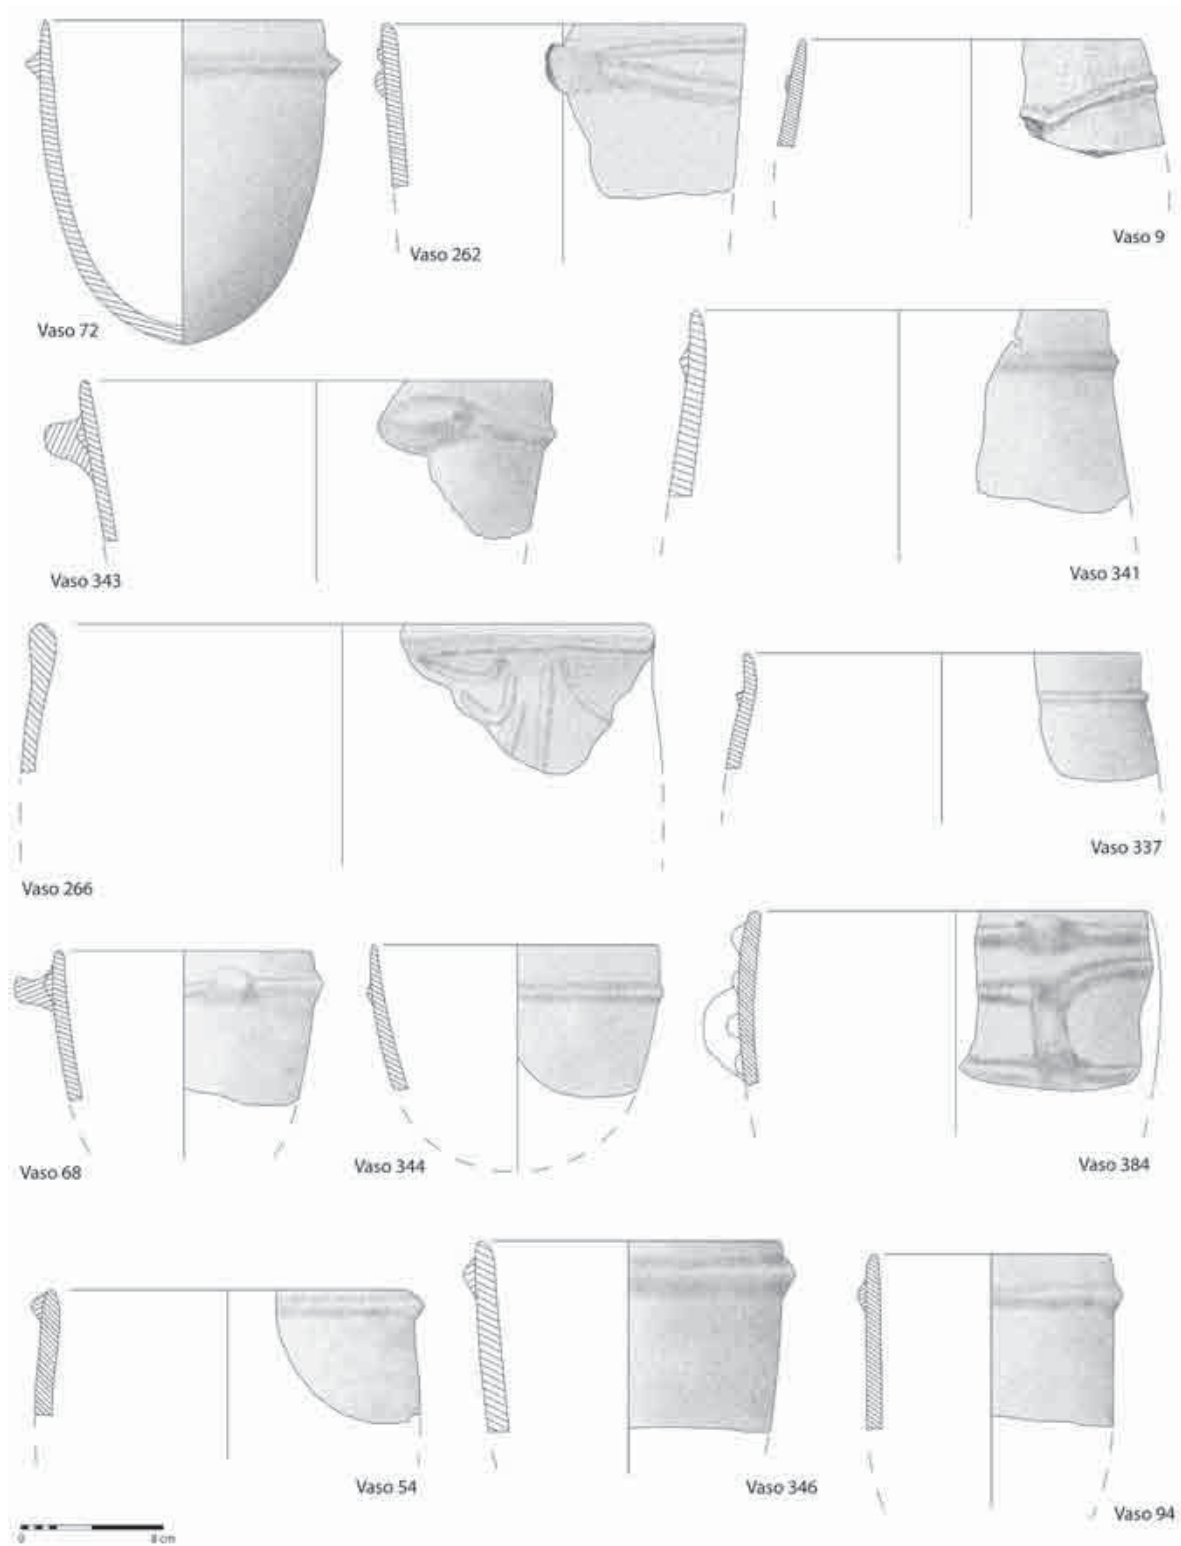 Vaso 72
Vaso 262
Vaso 9
Vaso 343
Vaso 341
Vaso 266
Vaso 337
Vaso 68
Vaso 344
Vaso 384
Vaso 54
Vaso 346
Vaso 94
0 8 cm